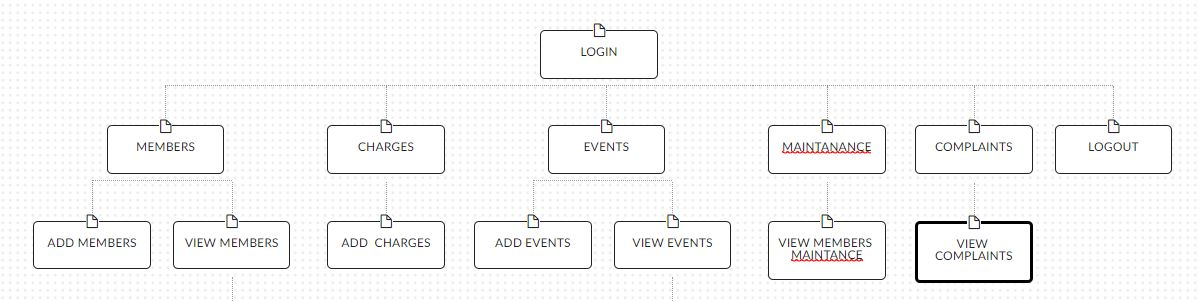 LOGIN
MEMBERS
CHARGES
EVENTS
MAINTANANCE
COMPLAINTS
LOGOUT
ADD MEMBERS
VIEW MEMBERS
ADD  CHARGES
ADD EVENTS
VIEW EVENTS
VIEW MEMBERS
MAINTANCE
VIEW
COMPLAINTS